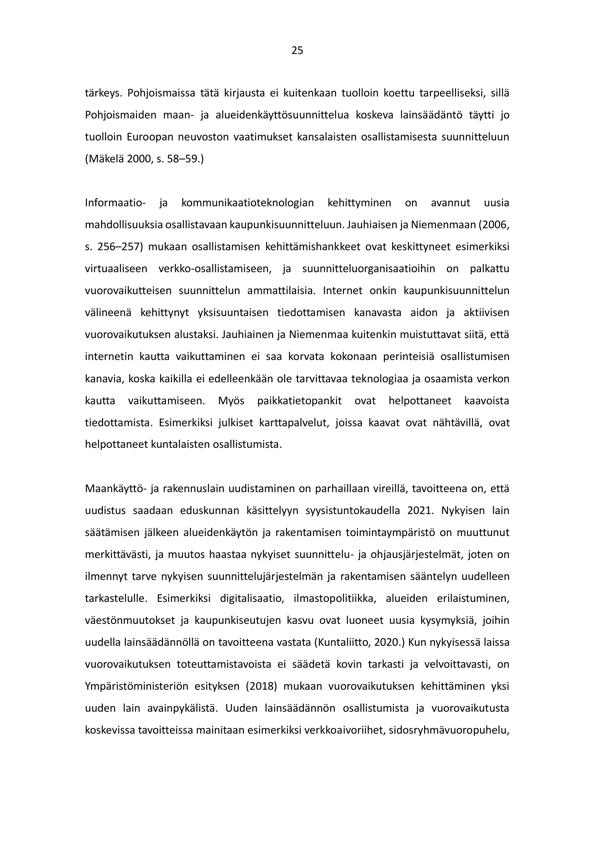 25
tärkeys. Pohjoismaissa tätä kirjausta ei kuitenkaan tuolloin koettu tarpeelliseksi, sillä
Pohjoismaiden maan- ja alueidenkäyttösuunnittelua koskeva lainsäädäntö täytti jo
tuolloin Euroopan neuvoston vaatimukset kansalaisten osallistamisesta suunnitteluun
(Mäkelä 2000, s. 58–59.)
Informaatio- ja kommunikaatioteknologian kehittyminen on avannut uusia
mahdollisuuksia osallistavaan kaupunkisuunnitteluun. Jauhiaisen ja Niemenmaan (2006,
s. 256–257) mukaan osallistamisen kehittämishankkeet ovat keskittyneet esimerkiksi
virtuaaliseen verkko-osallistamiseen, ja suunnitteluorganisaatioihin on palkattu
vuorovaikutteisen suunnittelun ammattilaisia. Internet onkin kaupunkisuunnittelun
välineenä kehittynyt yksisuuntaisen tiedottamisen kanavasta aidon ja aktiivisen
vuorovaikutuksen alustaksi. Jauhiainen ja Niemenmaa kuitenkin muistuttavat siitä, että
internetin kautta vaikuttaminen ei saa korvata kokonaan perinteisiä osallistumisen
kanavia, koska kaikilla ei edelleenkään ole tarvittavaa teknologiaa ja osaamista verkon
kautta vaikuttamiseen. Myös paikkatietopankit ovat helpottaneet kaavoista
tiedottamista. Esimerkiksi julkiset karttapalvelut, joissa kaavat ovat nähtävillä, ovat
helpottaneet kuntalaisten osallistumista.
Maankäyttö- ja rakennuslain uudistaminen on parhaillaan vireillä, tavoitteena on, että
uudistus saadaan eduskunnan käsittelyyn syysistuntokaudella 2021. Nykyisen lain
säätämisen jälkeen alueidenkäytön ja rakentamisen toimintaympäristö on muuttunut
merkittävästi, ja muutos haastaa nykyiset suunnittelu- ja ohjausjärjestelmät, joten on
ilmennyt tarve nykyisen suunnittelujärjestelmän ja rakentamisen sääntelyn uudelleen
tarkastelulle. Esimerkiksi digitalisaatio, ilmastopolitiikka, alueiden erilaistuminen,
väestönmuutokset ja kaupunkiseutujen kasvu ovat luoneet uusia kysymyksiä, joihin
uudella lainsäädännöllä on tavoitteena vastata (Kuntaliitto, 2020.) Kun nykyisessä laissa
vuorovaikutuksen toteuttamistavoista ei säädetä kovin tarkasti ja velvoittavasti, on
Ympäristöministeriön esityksen (2018) mukaan vuorovaikutuksen kehittäminen yksi
uuden lain avainpykälistä. Uuden lainsäädännön osallistumista ja vuorovaikutusta
koskevissa tavoitteissa mainitaan esimerkiksi verkkoaivoriihet, sidosryhmävuoropuhelu,